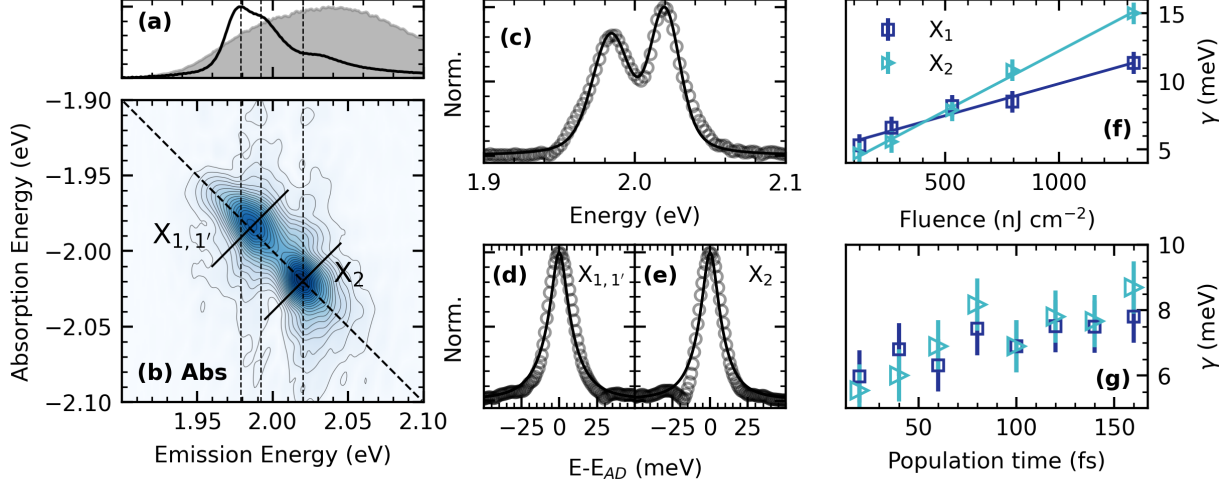 (a)
−1.90
−1.95
−2.00
−2.05
−2.10
Absorption Energy (eV)
X1, 1′
X2
(b) Abs
1.95
2.00
2.05
2.10
Emission Energy (eV)
(c)
Norm.
1.9
2.0
2.1
Energy (eV)
(d)
X1, 1′
(e)
X2
Norm.
−25
0
25
−25
0
25
E-EAD (meV)
X1
X2
(f)
15
10
5
γ (meV)
500
1000
Fluence (nJ cm−2)
(g)
10
8
6
γ (meV)
50
100
150
Population time (fs)